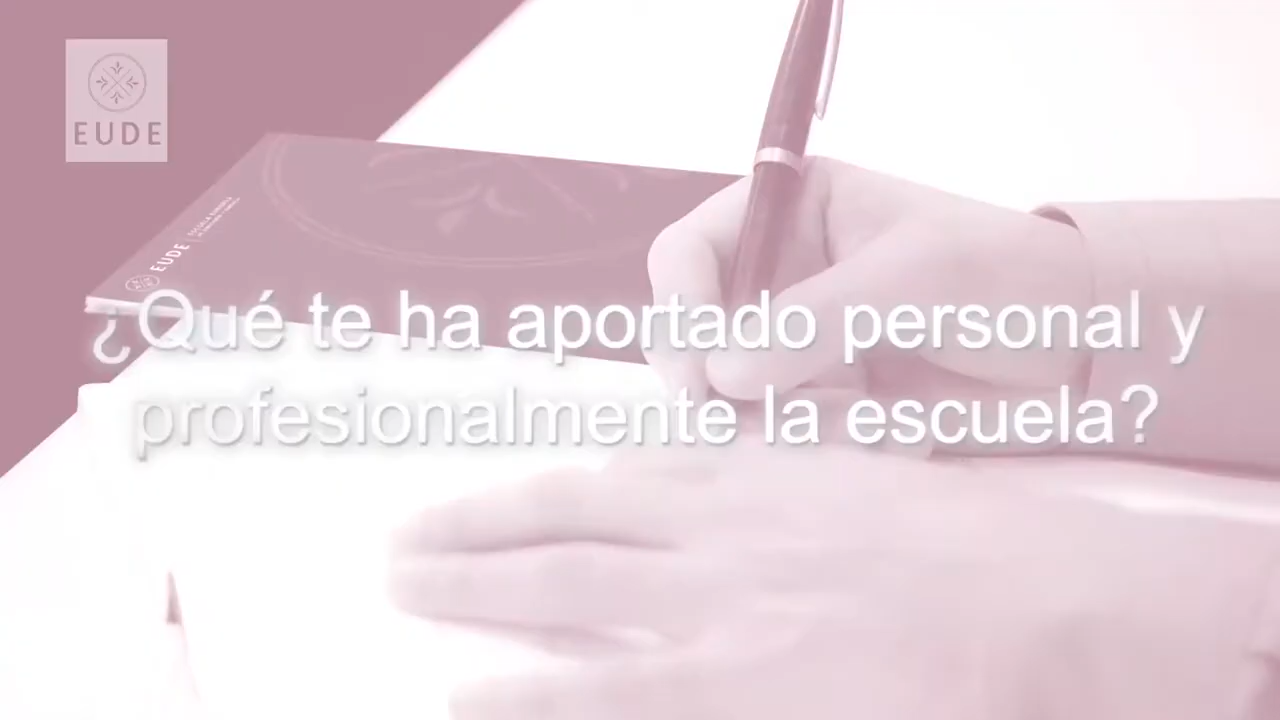 EUDE
EUDE
¿Qué te ha aportado personal y
profesionalmente la escuela?